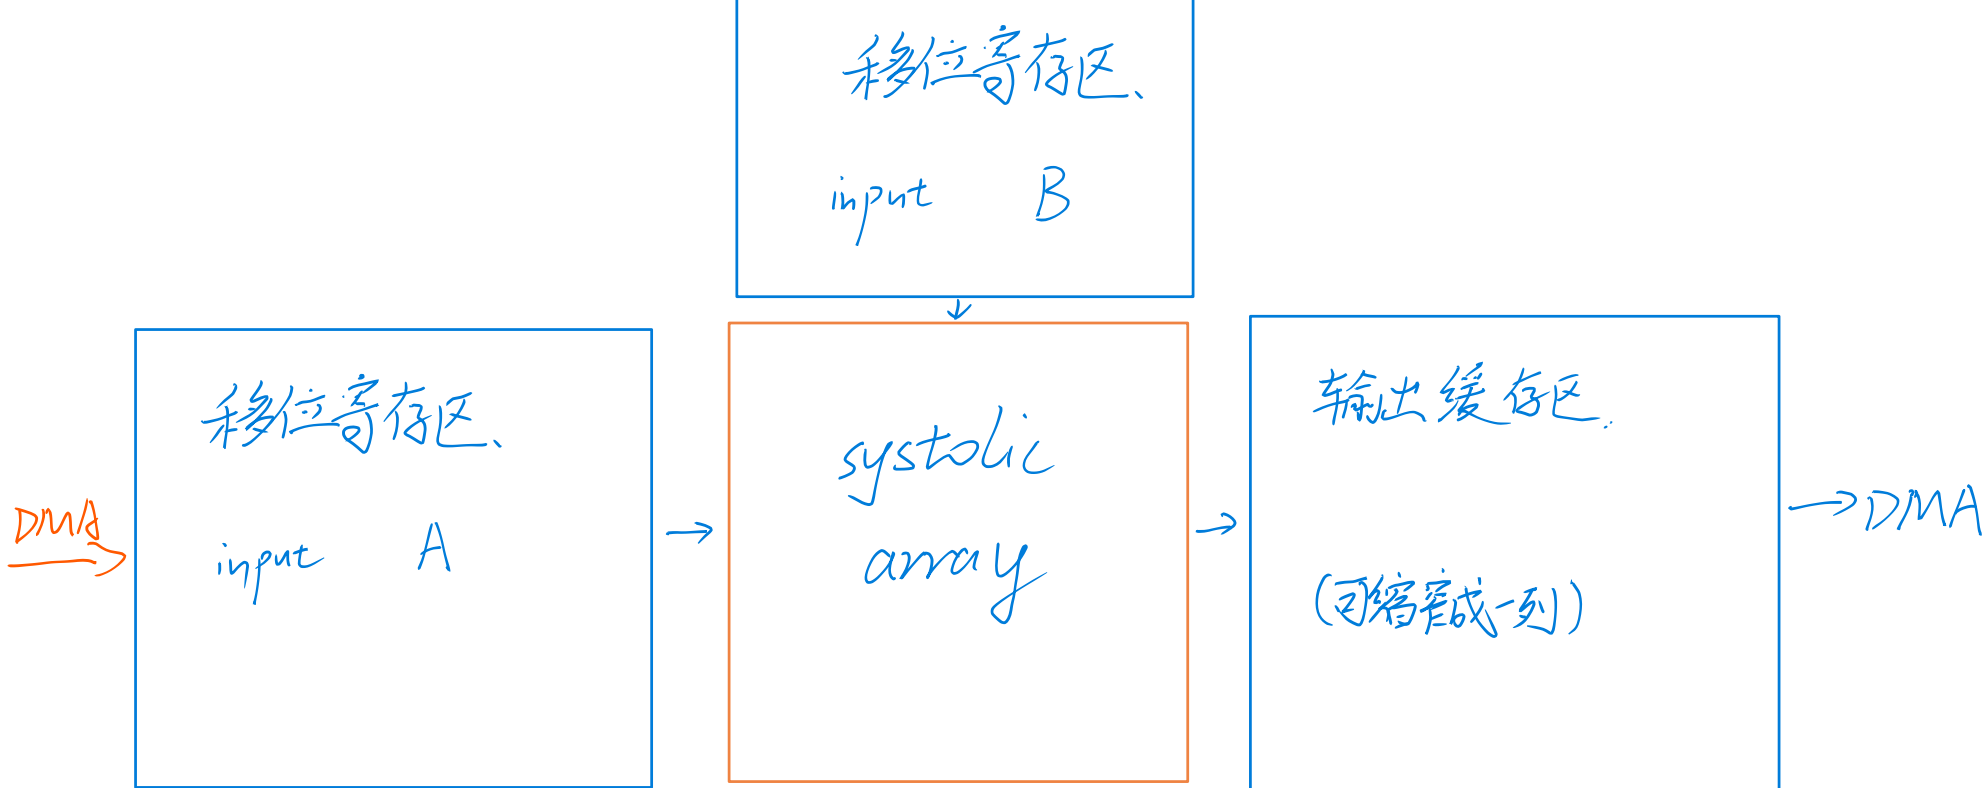 移位寄存区、
input B
移位寄存区、
input A
DMA
systolic
array
输出缓存区.
(可缩窄成一列)
DMA